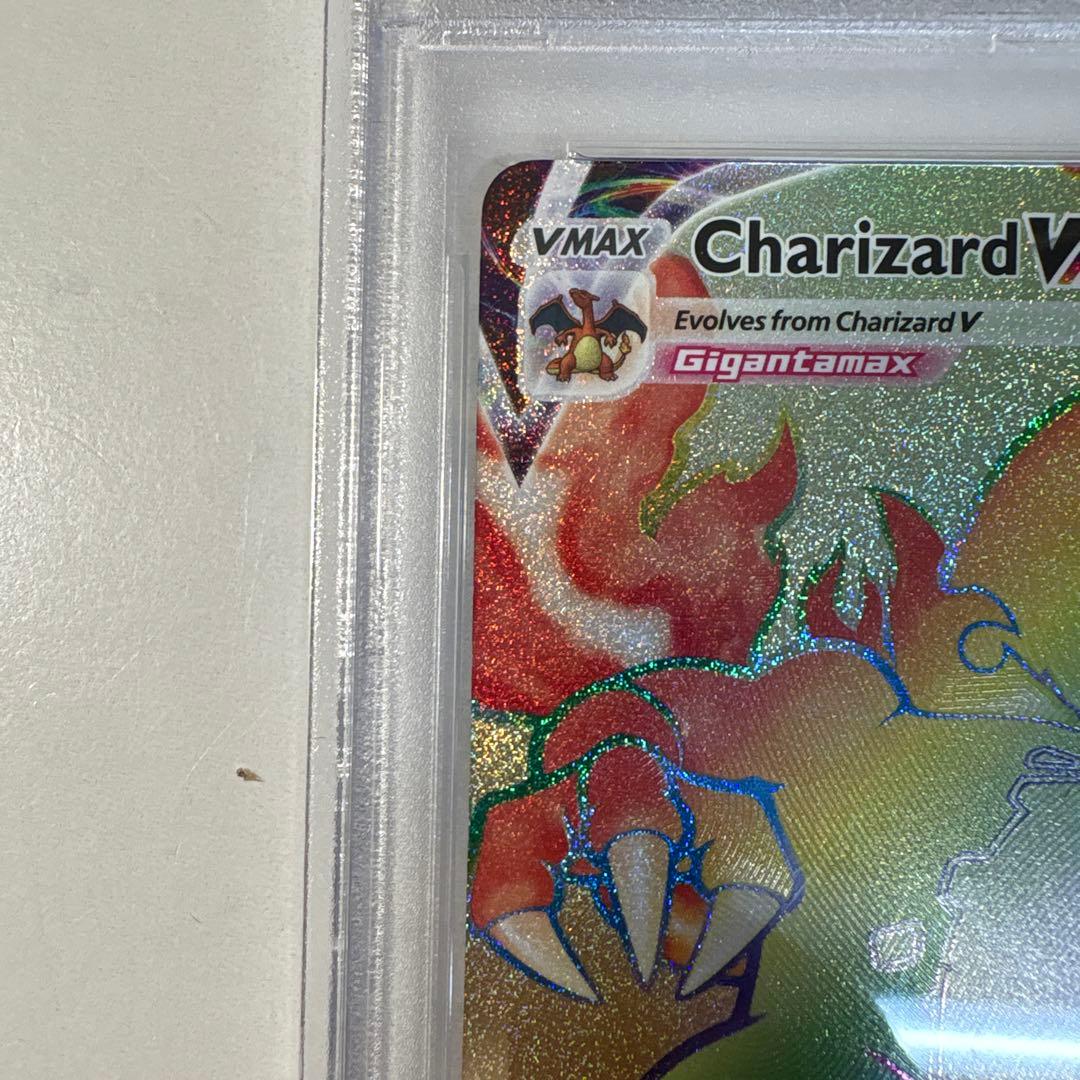 VMAX Charizard V
Evolves from Charizard V
Gigantamax